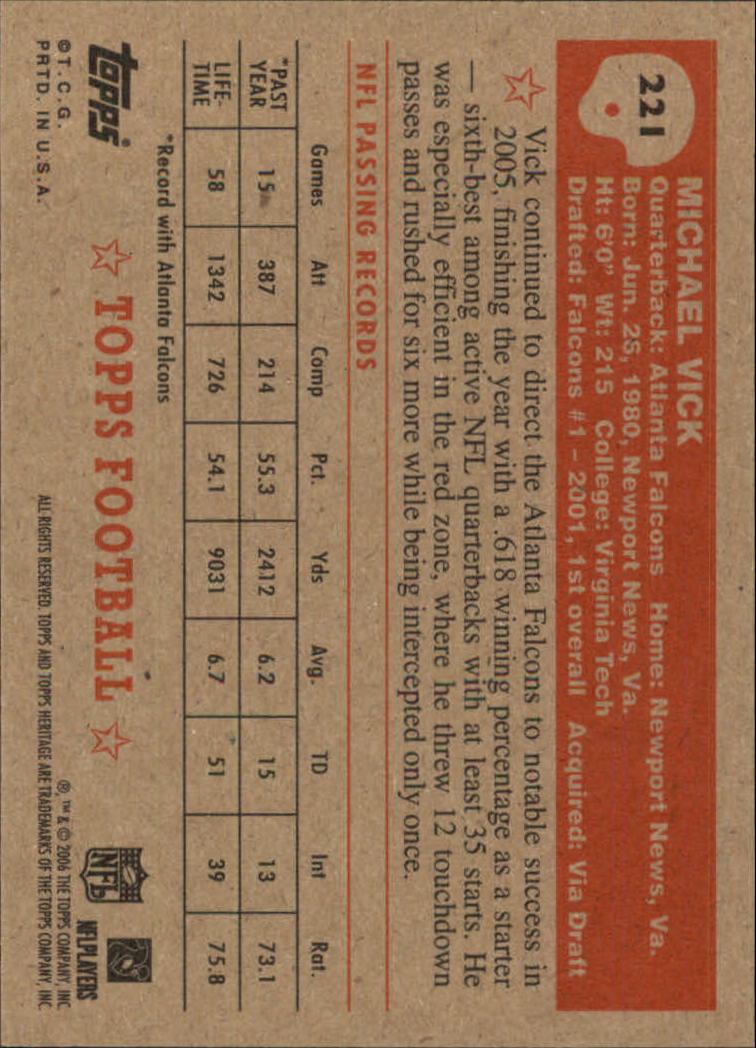 221
MICHAEL VICK
Quarterback: Atlanta Falcons Home: Newport News, Va.
Born: Jun. 25, 1980, Newport News, Va.
Ht: 6'0" Wt: 215 College: Virginia Tech
Drafted: Falcons #1 – 2001, 1st overall Acquired: Via Draft
Vick continued to direct the Atlanta Falcons to notable success in
2005, finishing the year with a .618 winning percentage as a starter
— sixth-best among active NFL quarterbacks with at least 35 starts. He
was especially efficient in the red zone, where he threw 12 touchdown
passes and rushed for six more while being intercepted only once.
NFL PASSING RECORDS
Games Att Comp Pct. Yds Avg. TD Int Rat.
*PAST YEAR 15 387 214 55.3 2412 6.2 15 13 73.1
LIFE-TIME 58 1342 726 54.1 9031 6.7 51 39 75.8
*Record with Atlanta Falcons
topps®
©T.C.G.
PRTD. IN U.S.A.
TOPPS FOOTBALL
NFL
NFLPLAYERS
®, ™ & © 2006 THE TOPPS COMPANY, INC
ALL RIGHTS RESERVED. TOPPS AND TOPPS HERITAGE ARE TRADEMARKS OF THE TOPPS COMPANY, INC